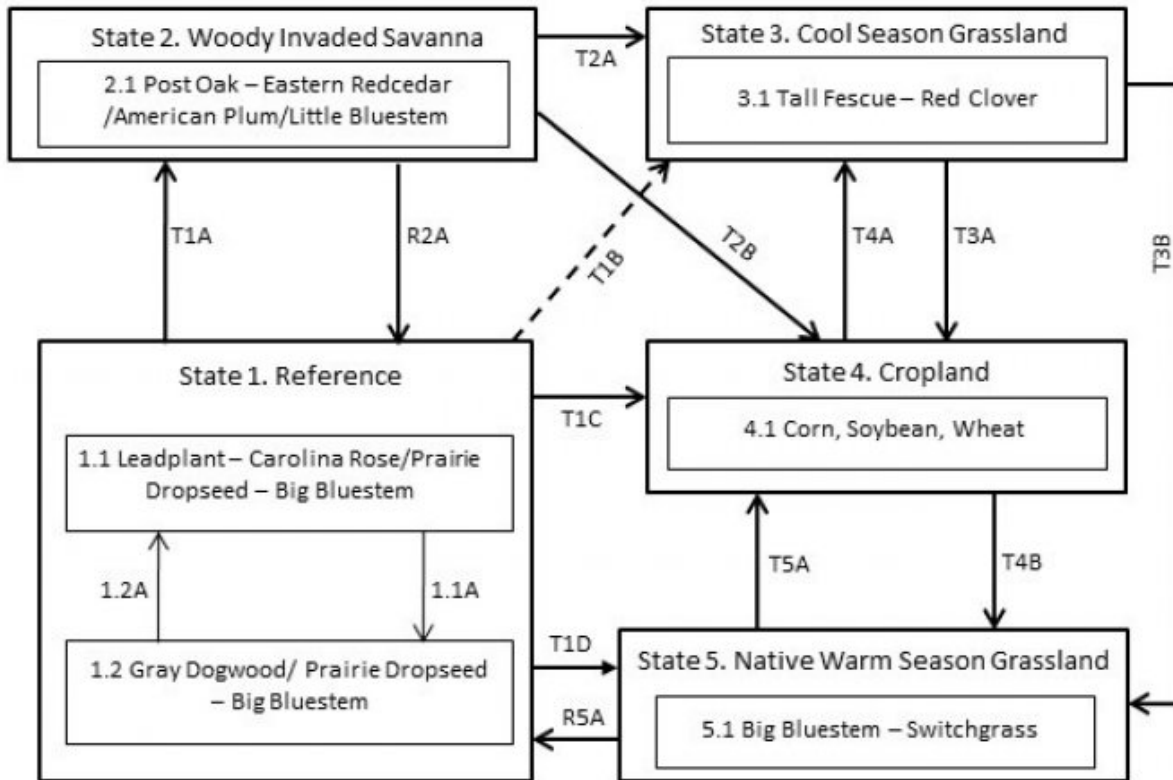 State 2. Woody Invaded Savanna
2.1 Post Oak – Eastern Redcedar
/American Plum/Little Bluestem
T2A
State 3. Cool Season Grassland
3.1 Tall Fescue – Red Clover
T1A
R2A
T1B
T2B
T4A
T3A
T3B
State 1. Reference
1.1 Leadplant – Carolina Rose/Prairie
Dropseed – Big Bluestem
1.2A
1.1A
1.2 Gray Dogwood/ Prairie Dropseed
– Big Bluestem
T1C
State 4. Cropland
4.1 Corn, Soybean, Wheat
T5A
T4B
T1D
R5A
State 5. Native Warm Season Grassland
5.1 Big Bluestem – Switchgrass